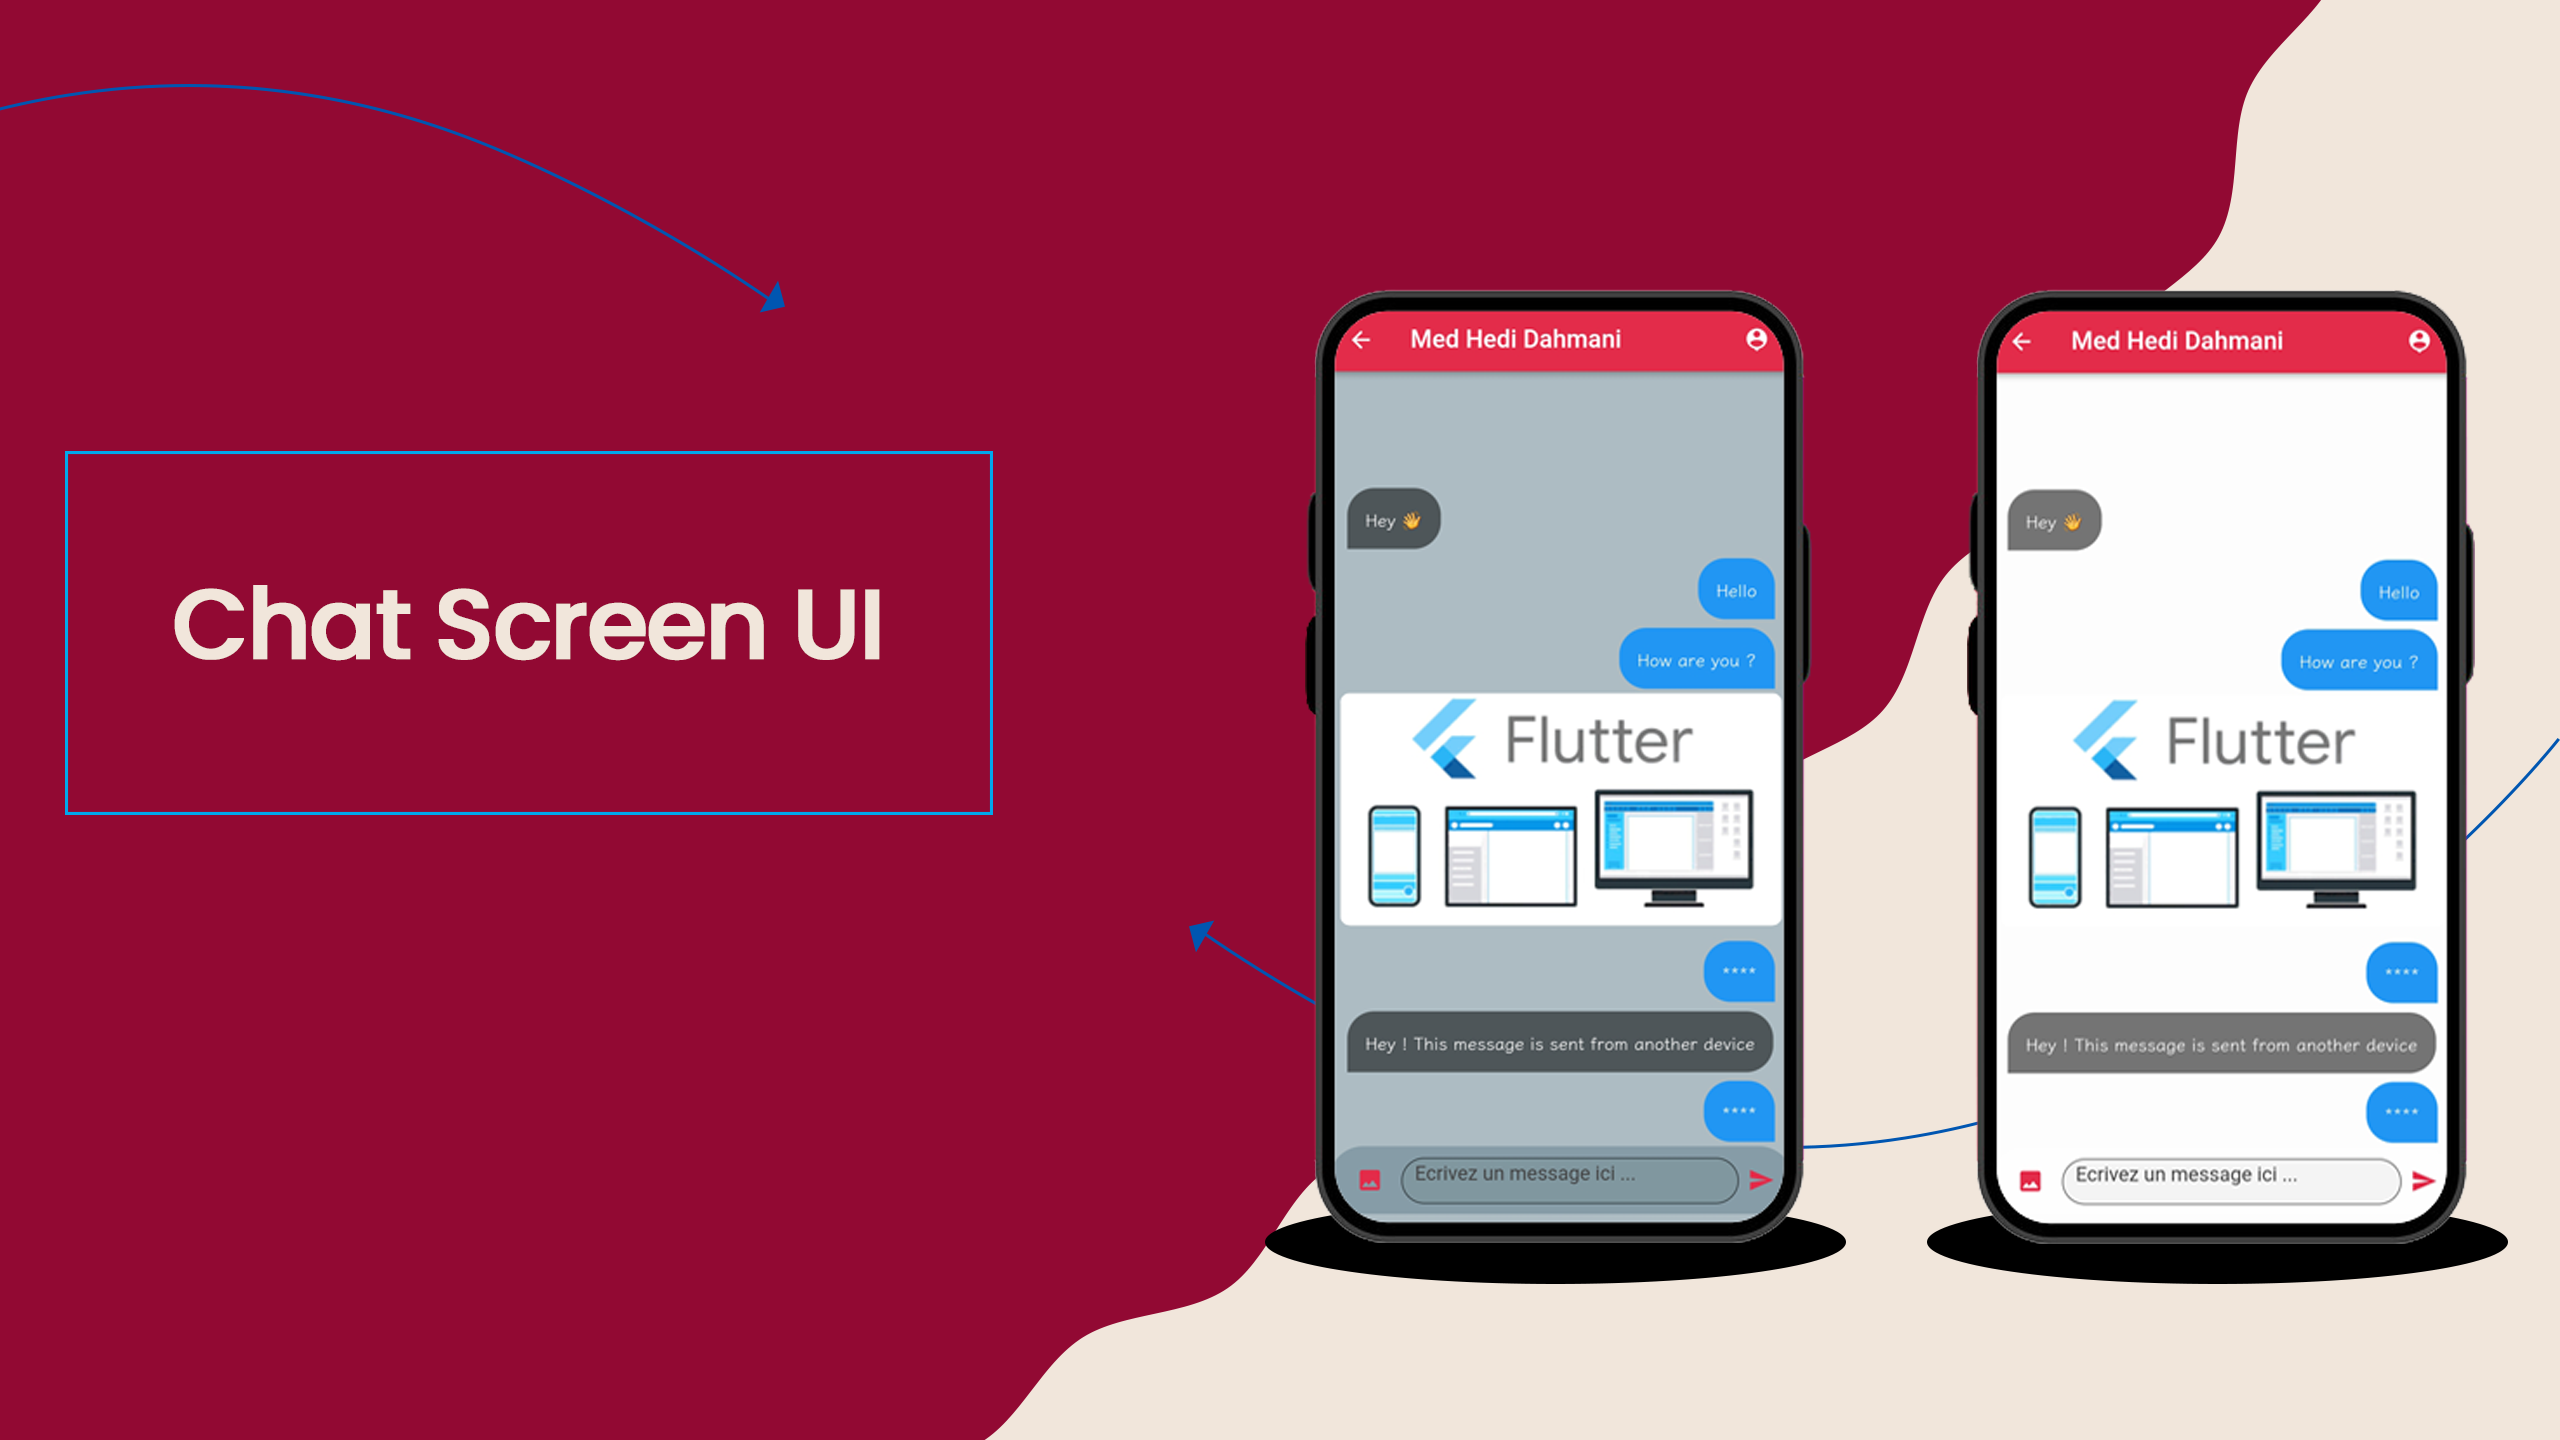 Chat Screen UI
Med Hedi Dahmani
Hey 👋
Hello
How are you ?
Flutter
****
Hey ! This message is sent from another device
****
Ecrivez un message ici ...
Med Hedi Dahmani
Hey 👋
Hello
How are you ?
Flutter
****
Hey ! This message is sent from another device
****
Ecrivez un message ici ...